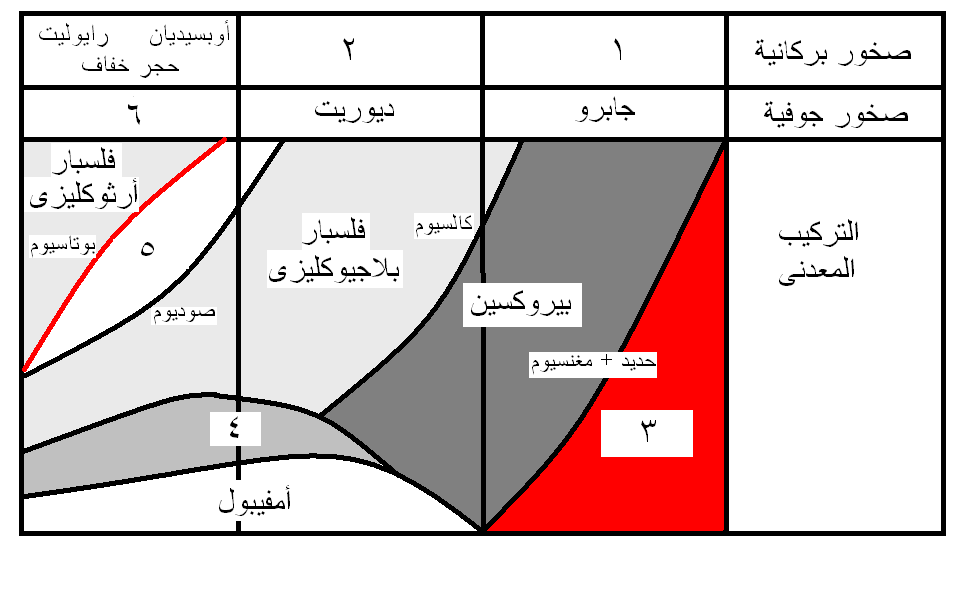 صخور بركانية
١
٢
أوبسيديان رايوليت
حجر خفاف
صخور جوفية
جابرو
ديوريت
٦
التركيب
المعدنى
فلسبار
أرثوكليزى
بوتاسيوم
٥
صوديوم
فلسبار
بلاجيوكليزى
كالسيوم
بيروكسين
حديد + مغنسيوم
٣
٤
أمفيبول